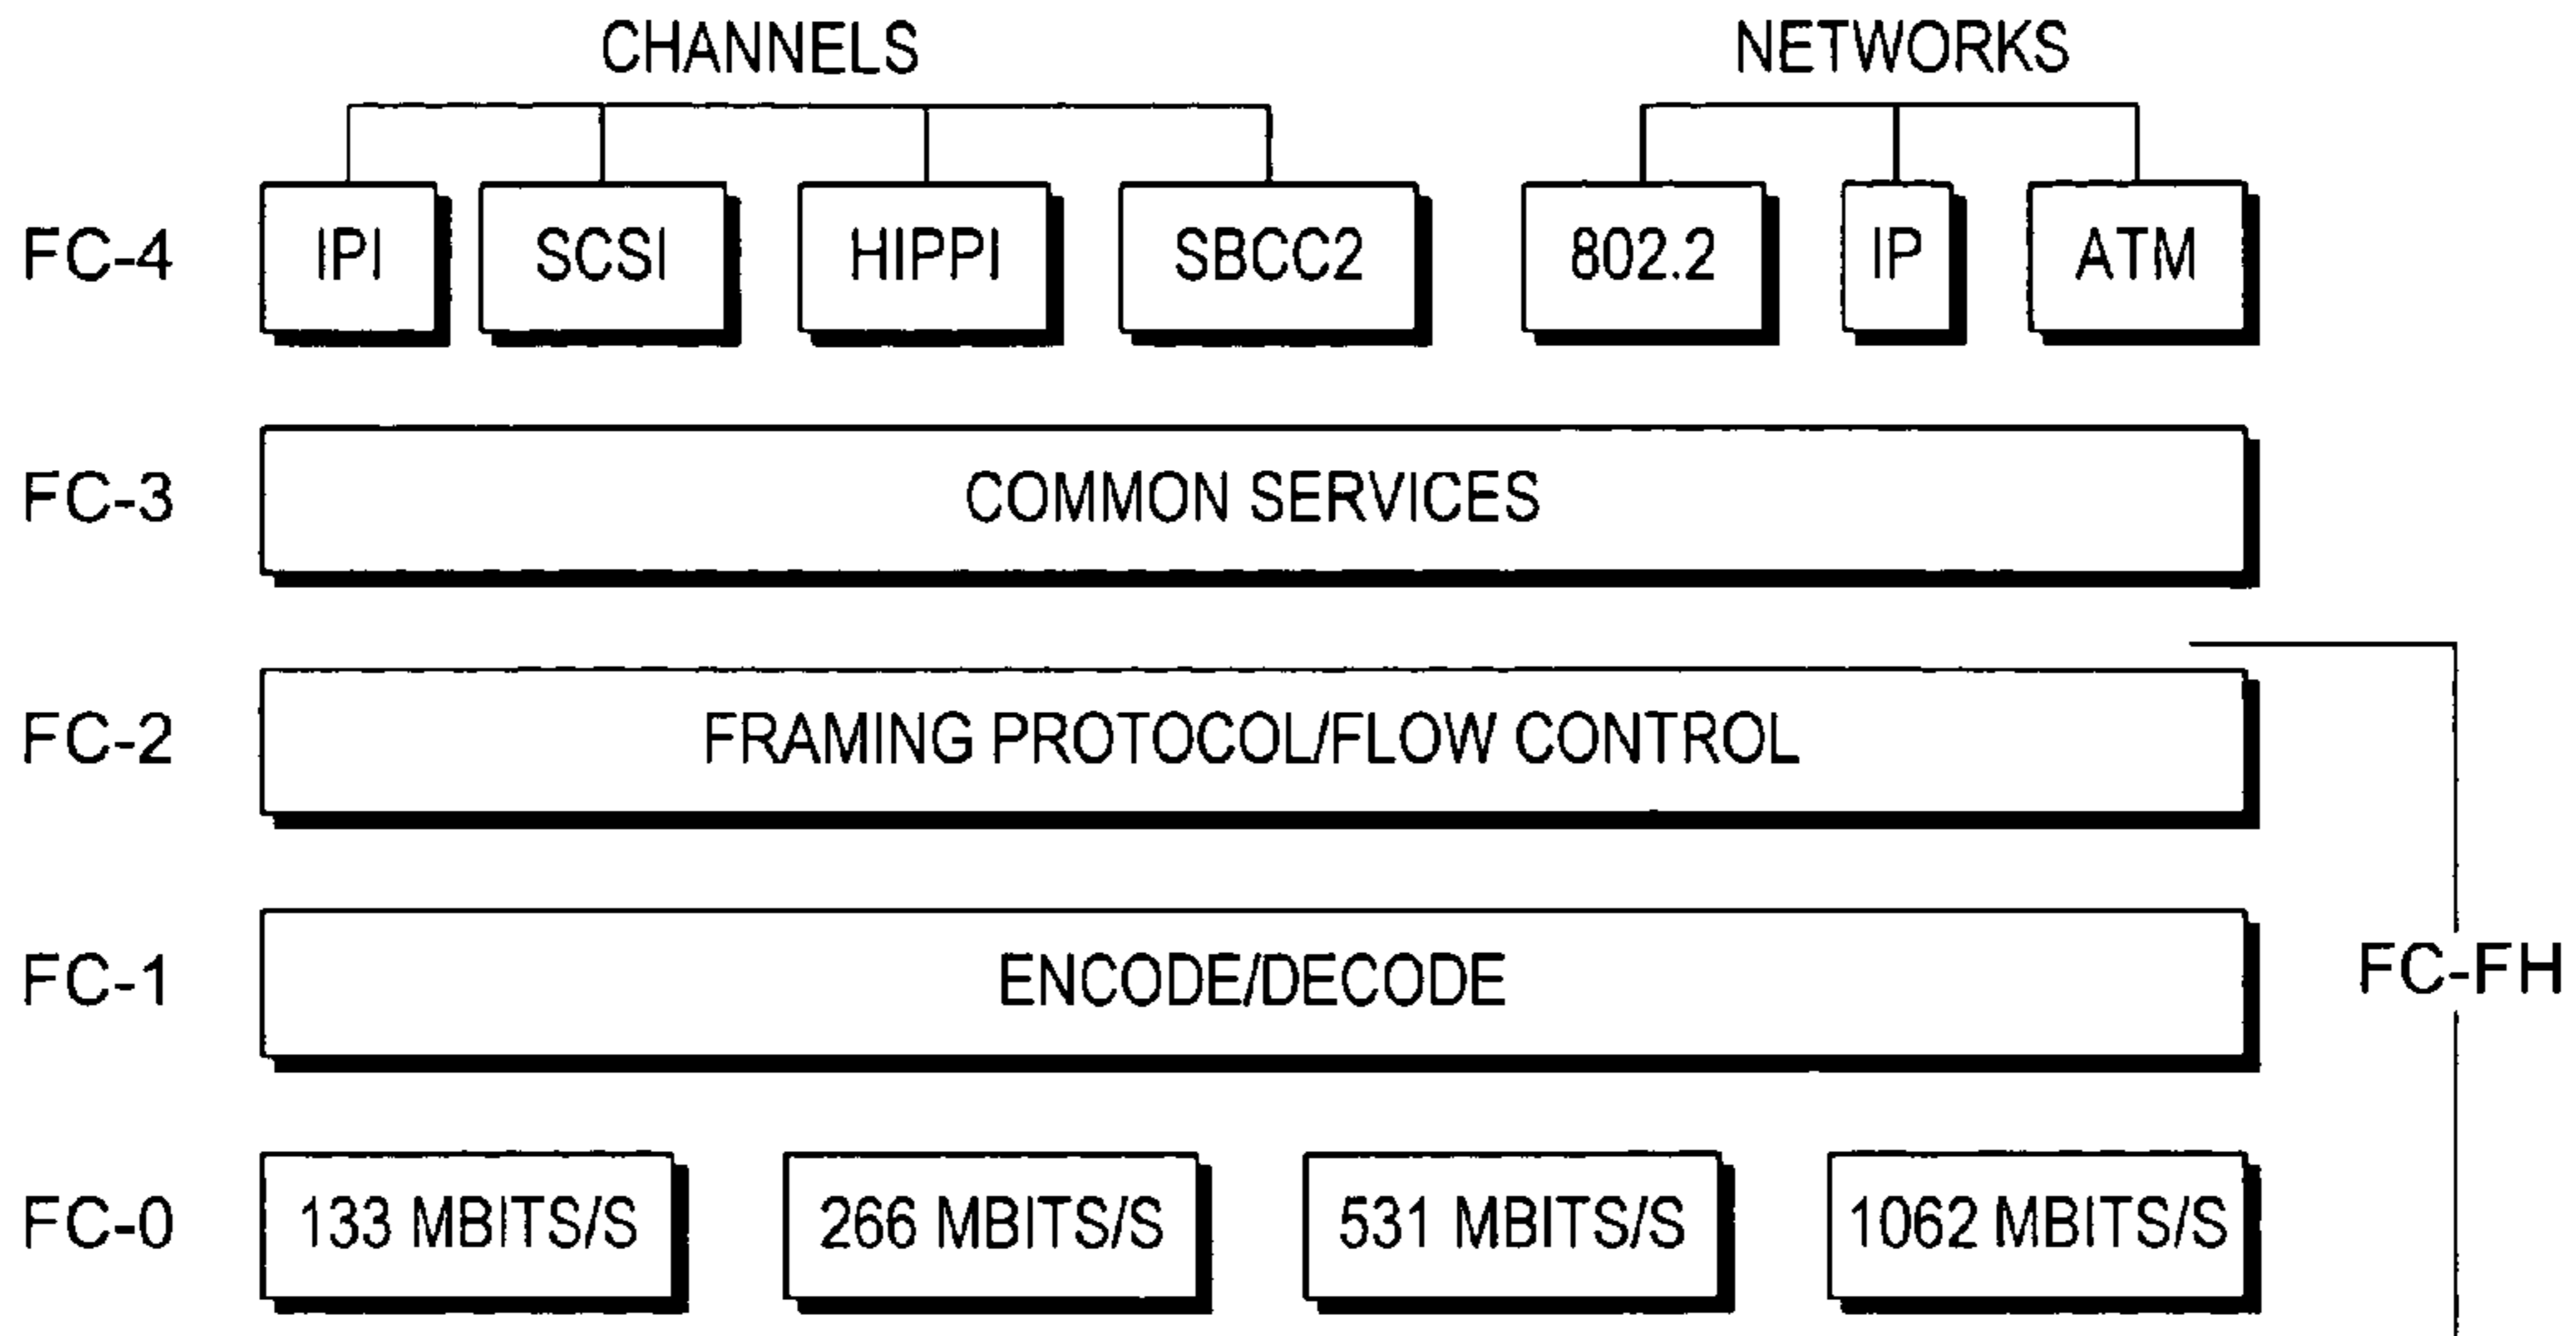 CHANNELS NETWORKS
FC-4 IPI SCSI HIPPI SBCC2 802.2 IP ATM
FC-3 COMMON SERVICES
FC-2 FRAMING PROTOCOL/FLOW CONTROL
FC-1 ENCODE/DECODE FC-FH
FC-0 133 MBITS/S 266 MBITS/S 531 MBITS/S 1062 MBITS/S